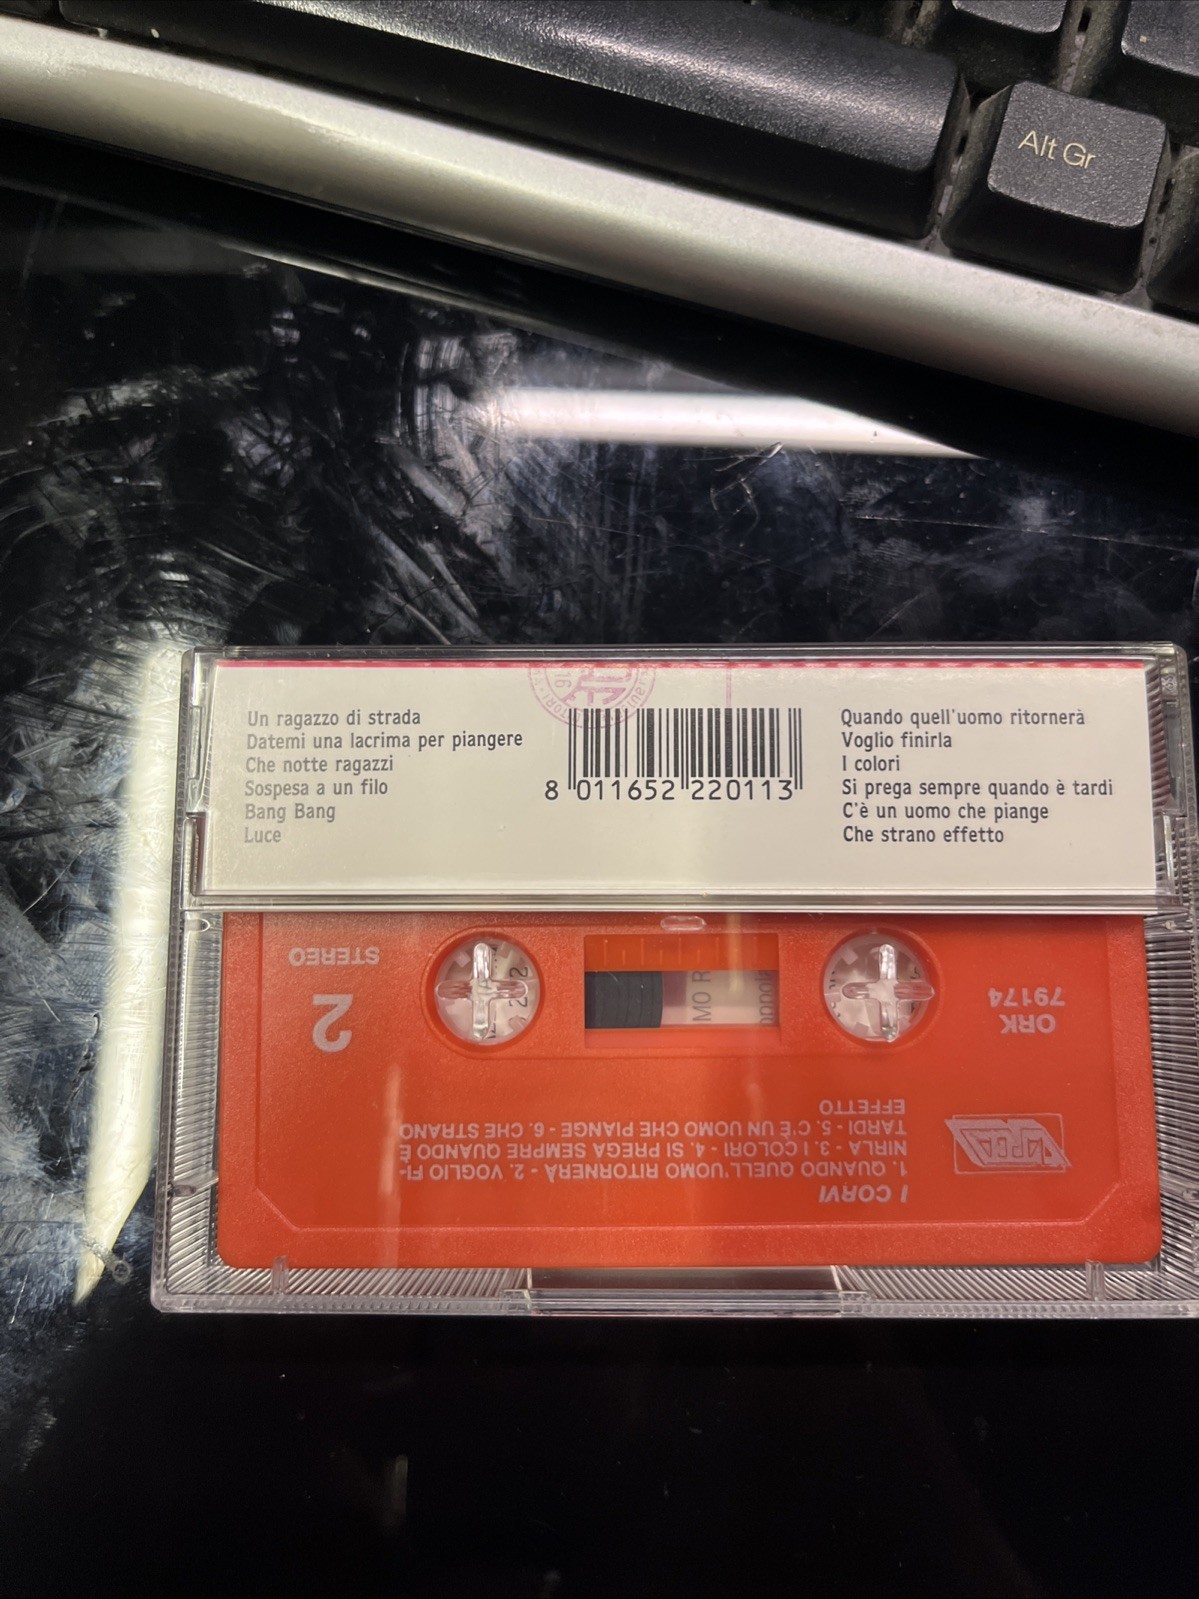 Alt Gr
Un ragazzo di strada
Datemi una lacrima per piangere
Che notte ragazzi
Sospesa a un filo
Bang Bang
Luce
8 011652 220113
Quando quell'uomo ritornerà
Voglio finirla
I colori
Si prega sempre quando è tardi
C'è un uomo che piange
Che strano effetto
I CORVI
1. QUANDO QUELL'UOMO RITORNERÀ - 2. VOGLIO FI-
NIRLA - 3. I COLORI - 4. SI PREGA SEMPRE QUANDO È
TARDI - 5. C'È UN UOMO CHE PIANGE - 6. CHE STRANO
EFFETTO
ORK
79174
2
STEREO
MO R